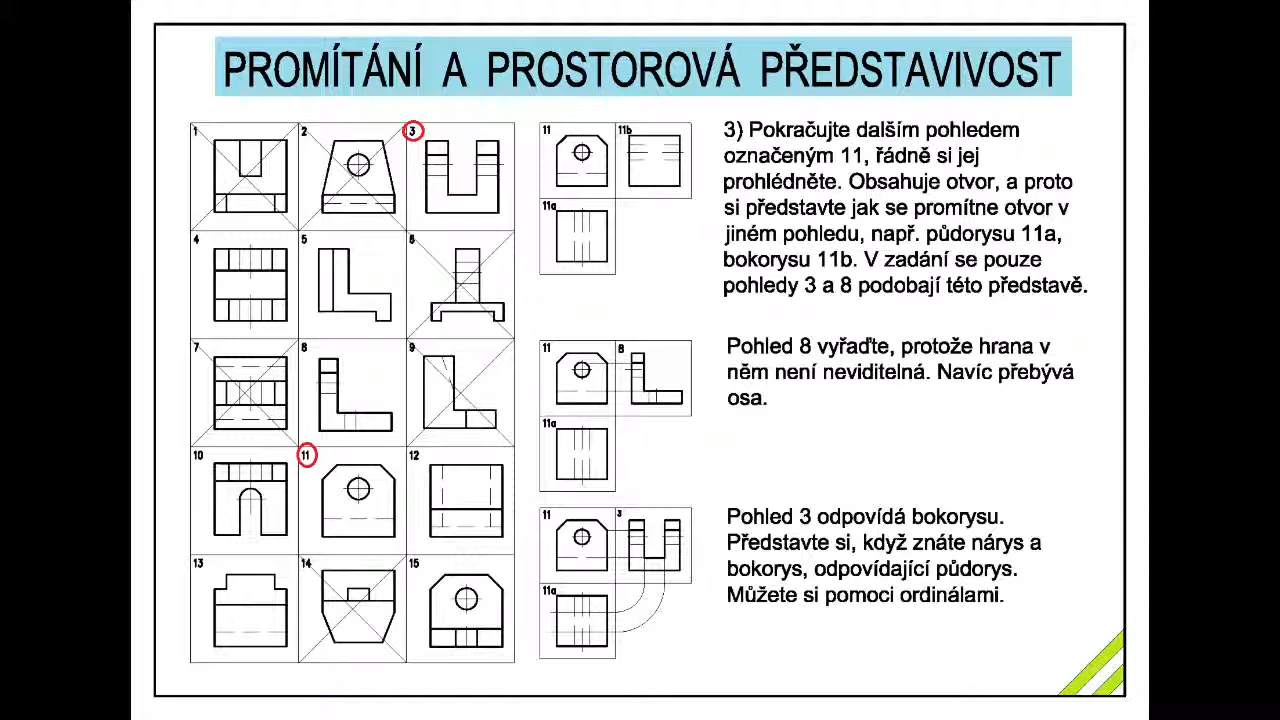 PROMÍTÁNÍ A PROSTOROVÁ PŘEDSTAVIVOST
1
2
3
4
5
6
7
8
9
10
11
12
13
14
15
11
11b
11a
3) Pokračujte dalším pohledem
označeným 11, řádně si jej
prohlédněte. Obsahuje otvor, a proto
si představte jak se promítne otvor v
jiném pohledu, např. půdorysu 11a,
bokorysu 11b. V zadání se pouze
pohledy 3 a 8 podobají této představě.
11
8
11a
Pohled 8 vyřaďte, protože hrana v
něm není neviditelná. Navíc přebývá
osa.
11
3
11a
Pohled 3 odpovídá bokorysu.
Představte si, když znáte nárys a
bokorys, odpovídající půdorys.
Můžete si pomoci ordinálami.